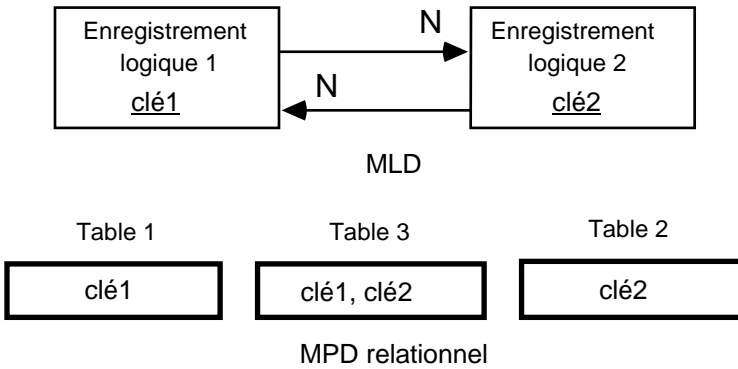 Enregistrement
logique 1
clé1
N
N
Enregistrement
logique 2
clé2
MLD
Table 1
Table 3
Table 2
clé1
clé1, clé2
clé2
MPD relationnel